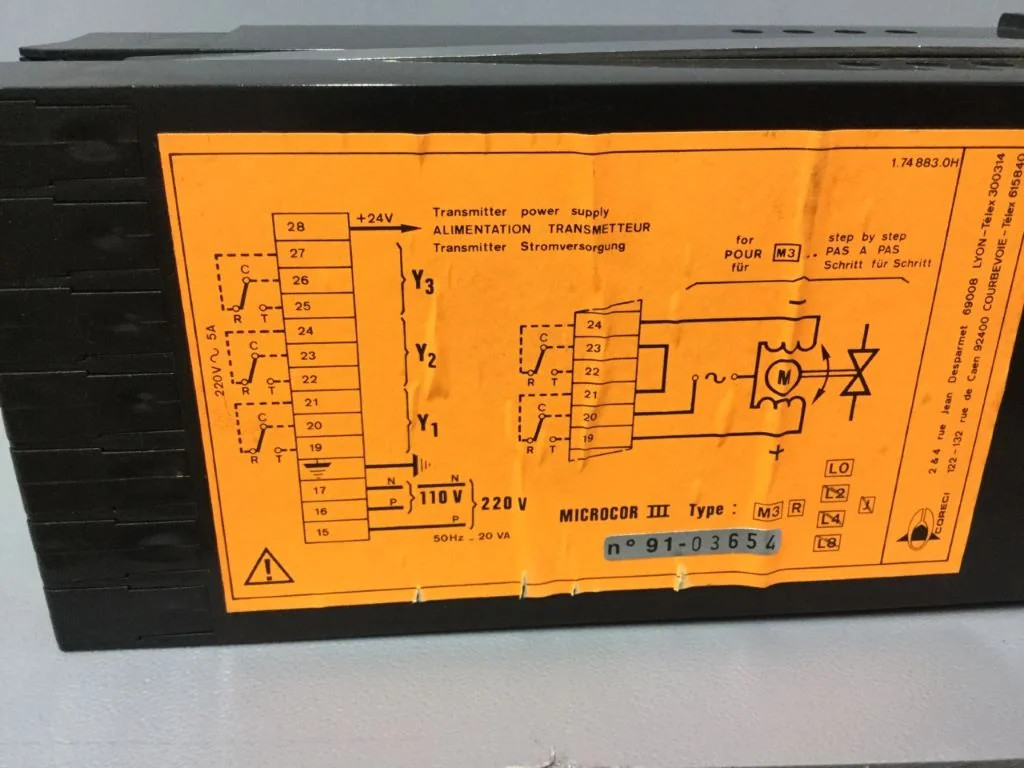 1.74 883.0H
28
+24V
Transmitter power supply
ALIMENTATION TRANSMETTEUR
Transmitter Stromversorgung
27
C
26
Y3
R
T
25
220V~ 5A
24
C
23
Y2
R
T
22
21
C
20
Y1
R
T
19
17
N
N
16
P
110 V
220 V
15
P
50Hz - 20 VA
for
POUR M3 ..
für
step by step
PAS A PAS
Schritt für Schritt
−
24
C
23
R
T
22
21
C
20
R
T
19
~
M
+
MICROCOR III Type : M3 R
L0
L2
L4
L8
n° 91-03654
CORECI
2 & 4 rue Jean Desparmet 69008 LYON-Télex 300314
122-132 rue de Caen 92400 COURBEVOIE-Télex 615840